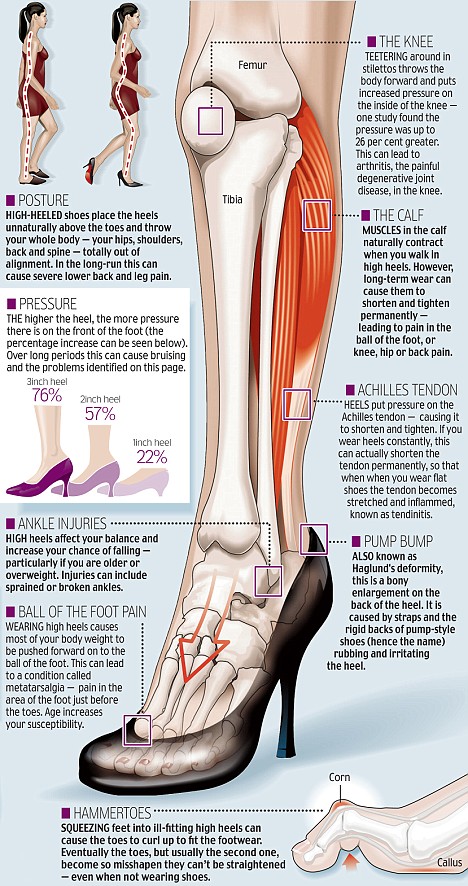 THE KNEE
TEETERING around in
stilettos throws the
body forward and puts
increased pressure on
the inside of the knee —
one study found the
pressure was up to
26 per cent greater.
This can lead to
arthritis, the painful
degenerative joint
disease, in the knee.
Femur
Tibia
POSTURE
HIGH-HEELED shoes place the heels
unnaturally above the toes and throw
your whole body — your hips, shoulders,
back and spine — totally out of
alignment. In the long-run this can
cause severe lower back and leg pain.
THE CALF
MUSCLES in the calf
naturally contract
when you walk in
high heels. However,
long-term wear can
cause them to
shorten and tighten
permanently —
leading to pain in the
ball of the foot, or
knee, hip or back pain.
PRESSURE
THE higher the heel, the more pressure
there is on the front of the foot (the
percentage increase can be seen below).
Over long periods this can cause bruising
and the problems identified on this page.
3inch heel
76%
2inch heel
57%
1inch heel
22%
ACHILLES TENDON
HEELS put pressure on the
Achilles tendon — causing it
to shorten and tighten. If you
wear heels constantly, this
can actually shorten the
tendon permanently, so that
when when you wear flat
shoes the tendon becomes
stretched and inflamed,
known as tendinitis.
ANKLE INJURIES
HIGH heels affect your balance and
increase your chance of falling —
particularly if you are older or
overweight. Injuries can include
sprained or broken ankles.
PUMP BUMP
ALSO known as
Haglund's deformity,
this is a bony
enlargement on the
back of the heel. It is
caused by straps and the
rigid backs of pump-style
shoes (hence the name)
rubbing and irritating
the heel.
BALL OF THE FOOT PAIN
WEARING high heels causes
most of your body weight to
be pushed forward on to the
ball of the foot. This can lead
to a condition called
metatarsalgia — pain in the
area of the foot just before
the toes. Age increases
your susceptibility.
HAMMERTOES
SQUEEZING feet into ill-fitting high heels can
cause the toes to curl up to fit the footwear.
Eventually the toes, but usually the second one,
become so misshapen they can't be straightened
— even when not wearing shoes.
Corn
Callus